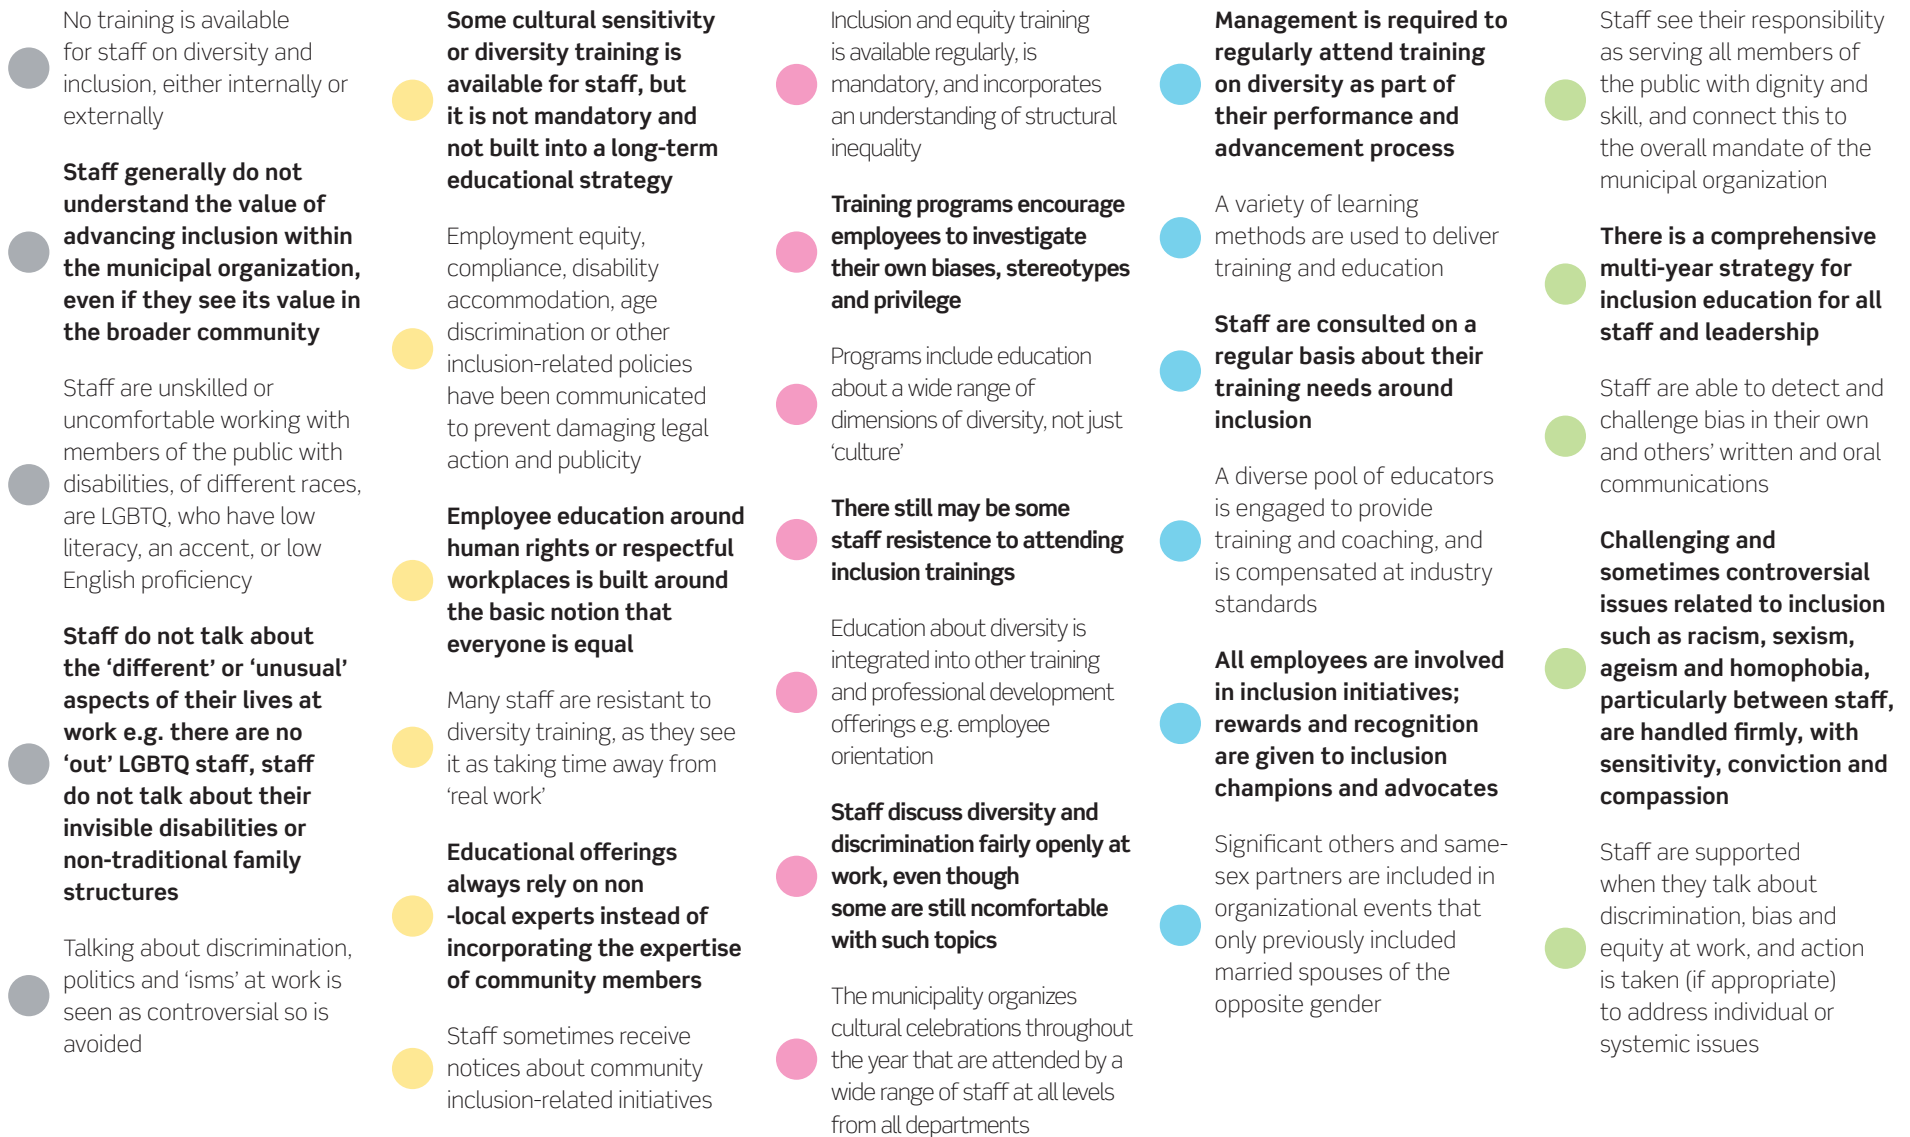 No training is available
for staff on diversity and
inclusion, either internally or
externally
Staff generally do not
understand the value of
advancing inclusion within
the municipal organization,
even if they see its value in
the broader community
Staff are unskilled or
uncomfortable working with
members of the public with
disabilities, of different races,
are LGBTQ, who have low
literacy, an accent, or low
English proficiency
Staff do not talk about
the ‘different’ or ‘unusual’
aspects of their lives at
work e.g. there are no
‘out’ LGBTQ staff, staff
do not talk about their
invisible disabilities or
non-traditional family
structures
Talking about discrimination,
politics and ‘isms’ at work is
seen as controversial so is
avoided
Some cultural sensitivity
or diversity training is
available for staff, but
it is not mandatory and
not built into a long-term
educational strategy
Employment equity,
compliance, disability
accommodation, age
discrimination or other
inclusion-related policies
have been communicated
to prevent damaging legal
action and publicity
Employee education around
human rights or respectful
workplaces is built around
the basic notion that
everyone is equal
Many staff are resistant to
diversity training, as they see
it as taking time away from
‘real work’
Educational offerings
always rely on non
-local experts instead of
incorporating the expertise
of community members
Staff sometimes receive
notices about community
inclusion-related initiatives
Inclusion and equity training
is available regularly, is
mandatory, and incorporates
an understanding of structural
inequality
Training programs encourage
employees to investigate
their own biases, stereotypes
and privilege
Programs include education
about a wide range of
dimensions of diversity, not just
‘culture’
There still may be some
staff resistence to attending
inclusion trainings
Education about diversity is
integrated into other training
and professional development
offerings e.g. employee
orientation
Staff discuss diversity and
discrimination fairly openly at
work, even though
some are still ncomfortable
with such topics
The municipality organizes
cultural celebrations throughout
the year that are attended by a
wide range of staff at all levels
from all departments
Management is required to
regularly attend training
on diversity as part of
their performance and
advancement process
A variety of learning
methods are used to deliver
training and education
Staff are consulted on a
regular basis about their
training needs around
inclusion
A diverse pool of educators
is engaged to provide
training and coaching, and
is compensated at industry
standards
All employees are involved
in inclusion initiatives;
rewards and recognition
are given to inclusion
champions and advocates
Significant others and same-
sex partners are included in
organizational events that
only previously included
married spouses of the
opposite gender
Staff see their responsibility
as serving all members of
the public with dignity and
skill, and connect this to
the overall mandate of the
municipal organization
There is a comprehensive
multi-year strategy for
inclusion education for all
staff and leadership
Staff are able to detect and
challenge bias in their own
and others’ written and oral
communications
Challenging and
sometimes controversial
issues related to inclusion
such as racism, sexism,
ageism and homophobia,
particularly between staff,
are handled firmly, with
sensitivity, conviction and
compassion
Staff are supported
when they talk about
discrimination, bias and
equity at work, and action
is taken (if appropriate)
to address individual or
systemic issues